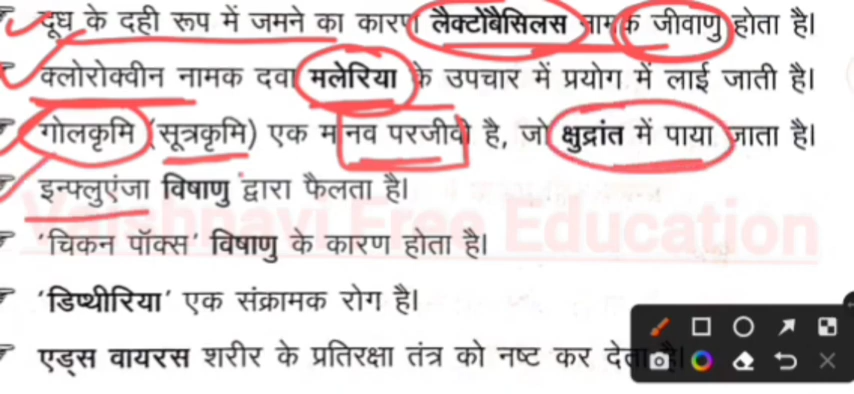 दूध के दही रूप में जमने का कारण लैक्टोबैसिलस नामक जीवाणु होता है।
क्लोरोक्वीन नामक दवा मलेरिया के उपचार में प्रयोग में लाई जाती है।
गोलकृमि (सूत्रकृमि) एक मानव परजीवी है, जो क्षुद्रांत में पाया जाता है।
इन्फ्लुएंजा विषाणु द्वारा फैलता है।
Vaishnavi Free Education
‘चिकन पॉक्स’ विषाणु के कारण होता है।
‘डिप्थीरिया’ एक संक्रामक रोग है।
एड्स वायरस शरीर के प्रतिरक्षा तंत्र को नष्ट कर देता है।